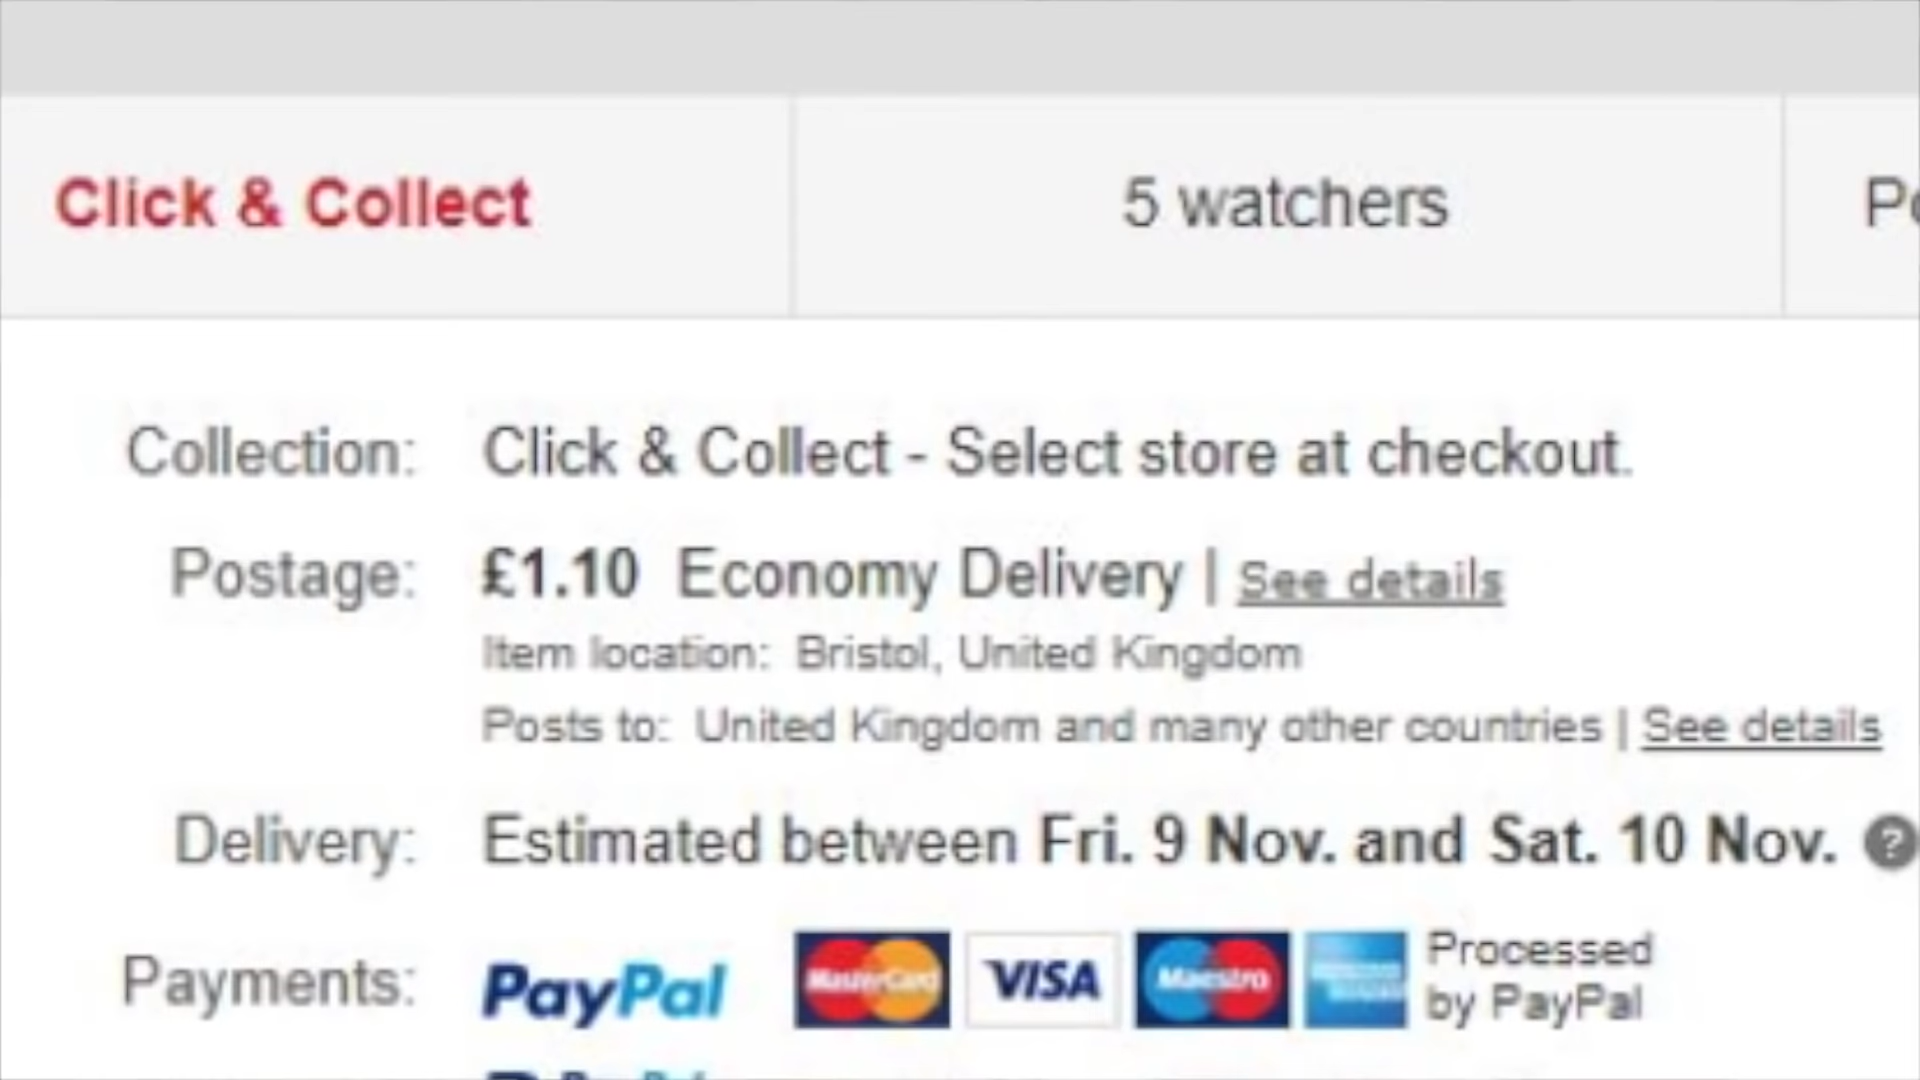 Click & Collect
5 watchers
Collection: Click & Collect - Select store at checkout.
Postage: £1.10 Economy Delivery | See details
Item location: Bristol, United Kingdom
Posts to: United Kingdom and many other countries | See details
Delivery: Estimated between Fri. 9 Nov. and Sat. 10 Nov. ?
Payments: PayPal MasterCard VISA Maestro Processed
by PayPal